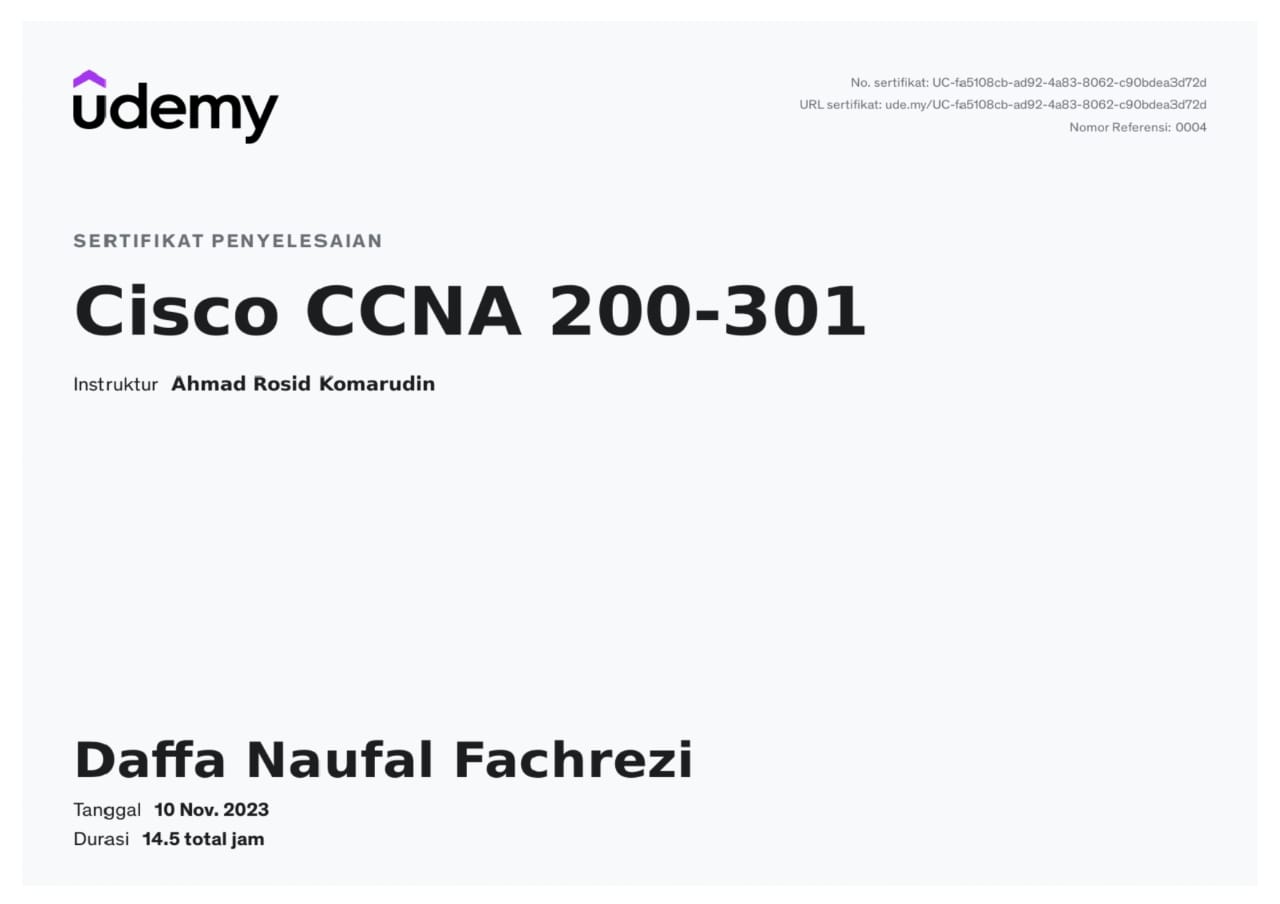 udemy
No. sertifikat: UC-fa5108cb-ad92-4a83-8062-c90bdea3d72d
URL sertifikat: ude.my/UC-fa5108cb-ad92-4a83-8062-c90bdea3d72d
Nomor Referensi: 0004
SERTIFIKAT PENYELESAIAN
Cisco CCNA 200-301
Instruktur Ahmad Rosid Komarudin
Daffa Naufal Fachrezi
Tanggal 10 Nov. 2023
Durasi 14.5 total jam